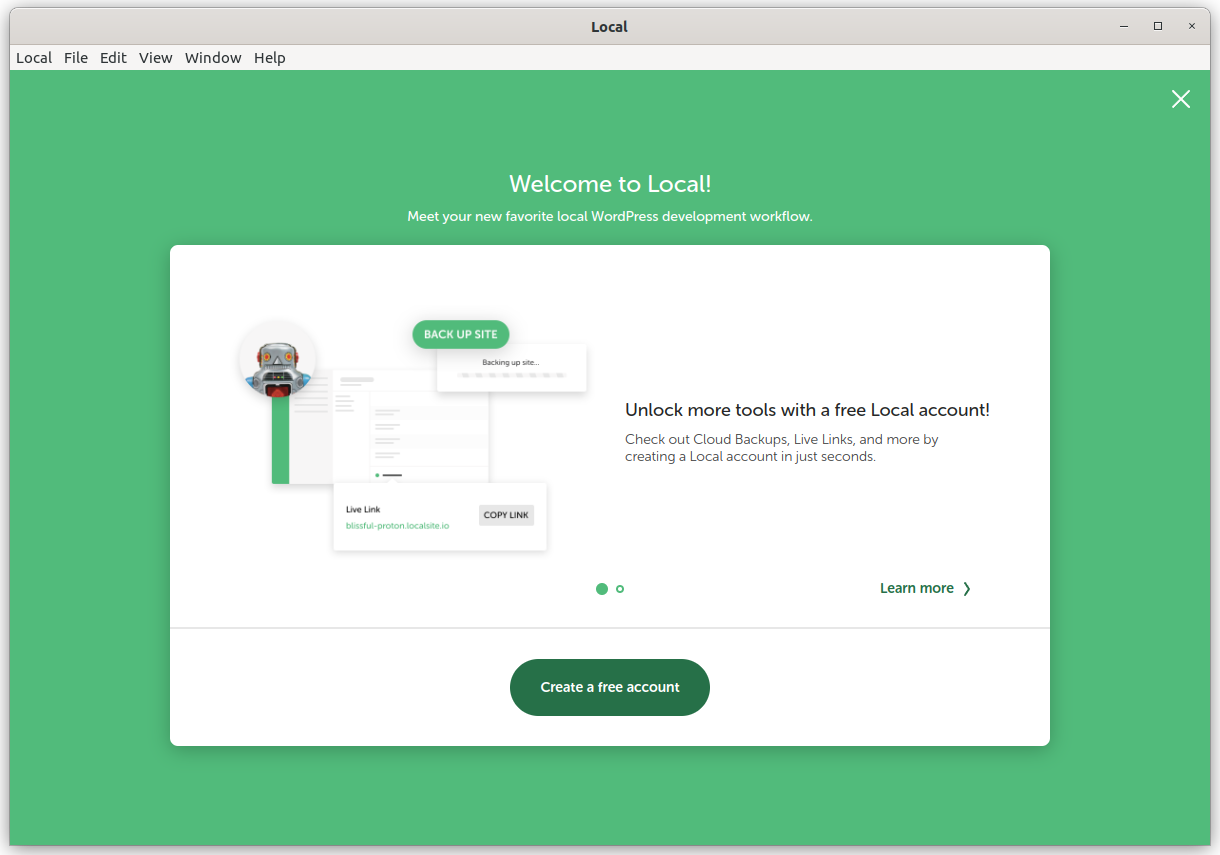 Local
Local File Edit View Window Help
Welcome to Local!
Meet your new favorite local WordPress development workflow.
BACK UP SITE
Backing up site...
Unlock more tools with a free Local account!
Check out Cloud Backups, Live Links, and more by
creating a Local account in just seconds.
Live Link
blissful-proton.localsite.io
COPY LINK
Learn more
Create a free account